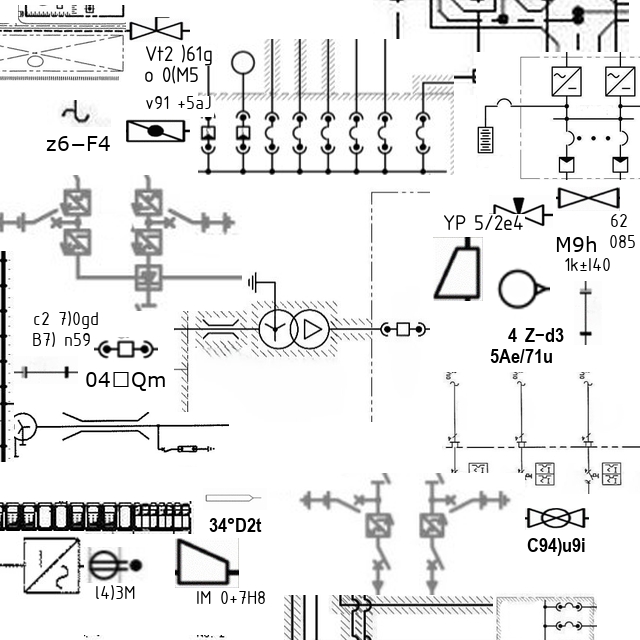 Vt2 )61g
o 0(M5
v91 +5aJ
z6−F4
YP 5/2e4
62
M9h 085
1k±I40
c2 7)0gd
B7) n59
4 Z–d3
5Ae/71u
04□Qm
34°D2t
C94)u9i
l4)3M
IM 0+7H8